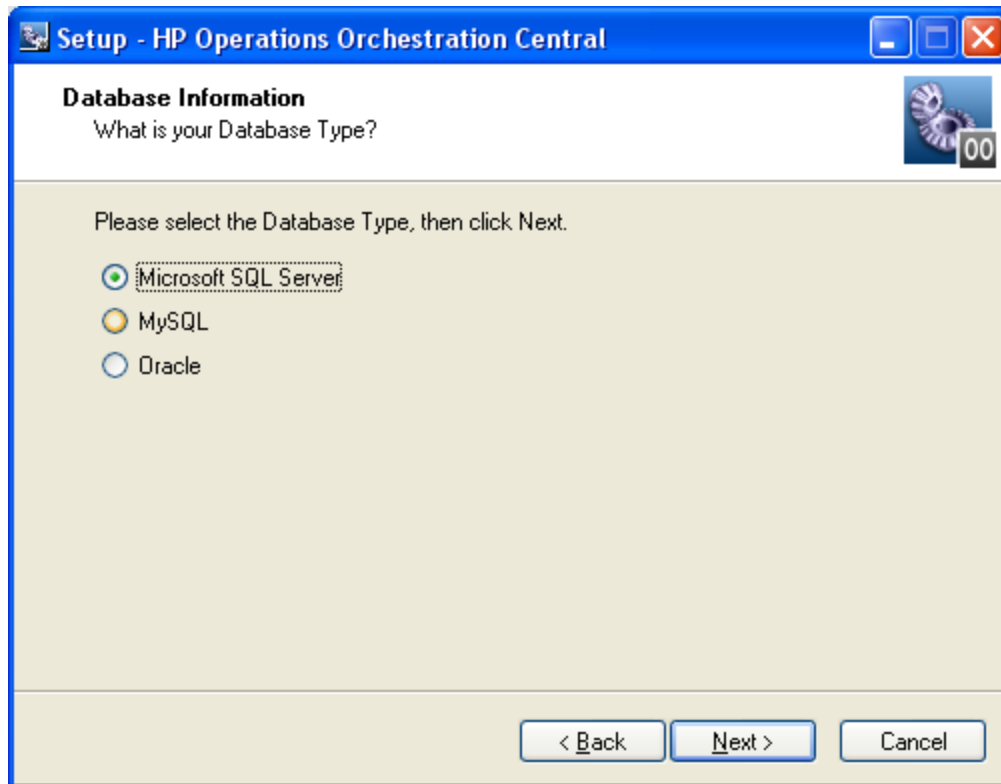 Setup - HP Operations Orchestration Central
Database Information
What is your Database Type?
OO
Please select the Database Type, then click Next.
Microsoft SQL Server
MySQL
Oracle
< Back
Next >
Cancel